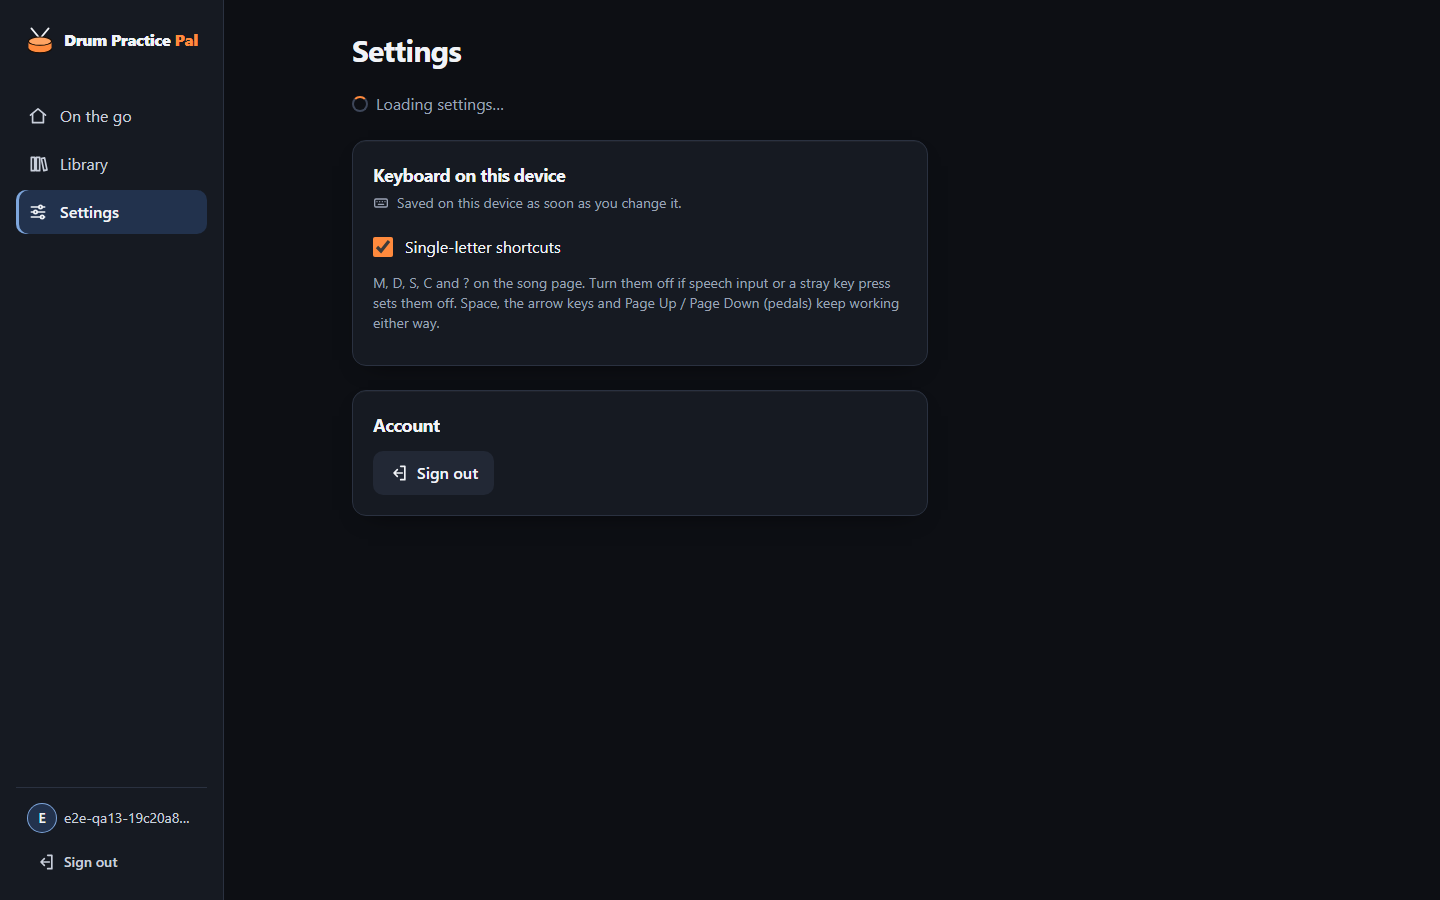 Drum Practice Pal
On the go
Library
Settings
Settings
Loading settings...
Keyboard on this device
Saved on this device as soon as you change it.
Single-letter shortcuts
M, D, S, C and ? on the song page. Turn them off if speech input or a stray key press
sets them off. Space, the arrow keys and Page Up / Page Down (pedals) keep working
either way.
Account
Sign out
E
e2e-qa13-19c20a8...
Sign out